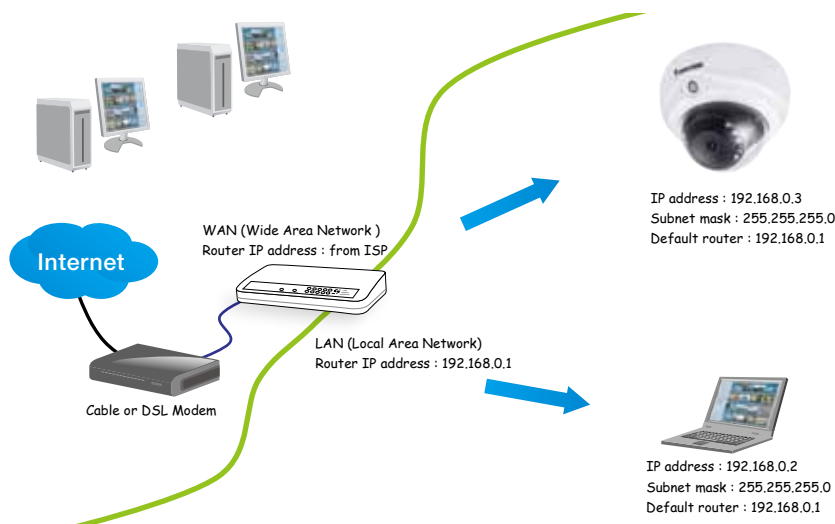 WAN (Wide Area Network )
Router IP address : from ISP
Internet
LAN (Local Area Network)
Router IP address : 192.168.0.1
Cable or DSL Modem
IP address : 192.168.0.3
Subnet mask : 255.255.255.0
Default router : 192.168.0.1
IP address : 192.168.0.2
Subnet mask : 255.255.255.0
Default router : 192.168.0.1